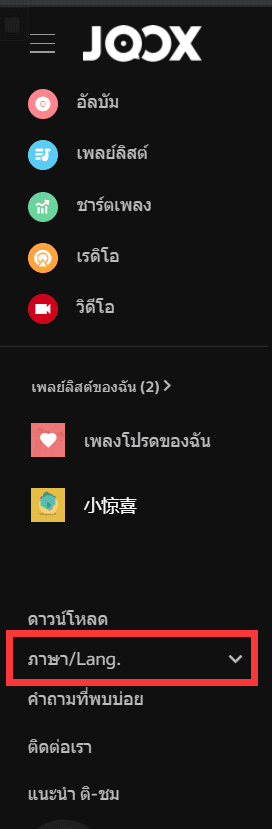 JOOX
อัลบัม
เพลย์ลิสต์
ชาร์ตเพลง
เรดิโอ
วิดีโอ
เพลย์ลิสต์ของฉัน (2)
เพลงโปรดของฉัน
小惊喜
ดาวน์โหลด
ภาษา/Lang.
คำถามที่พบบ่อย
ติดต่อเรา
แนะนำ ติ-ชม